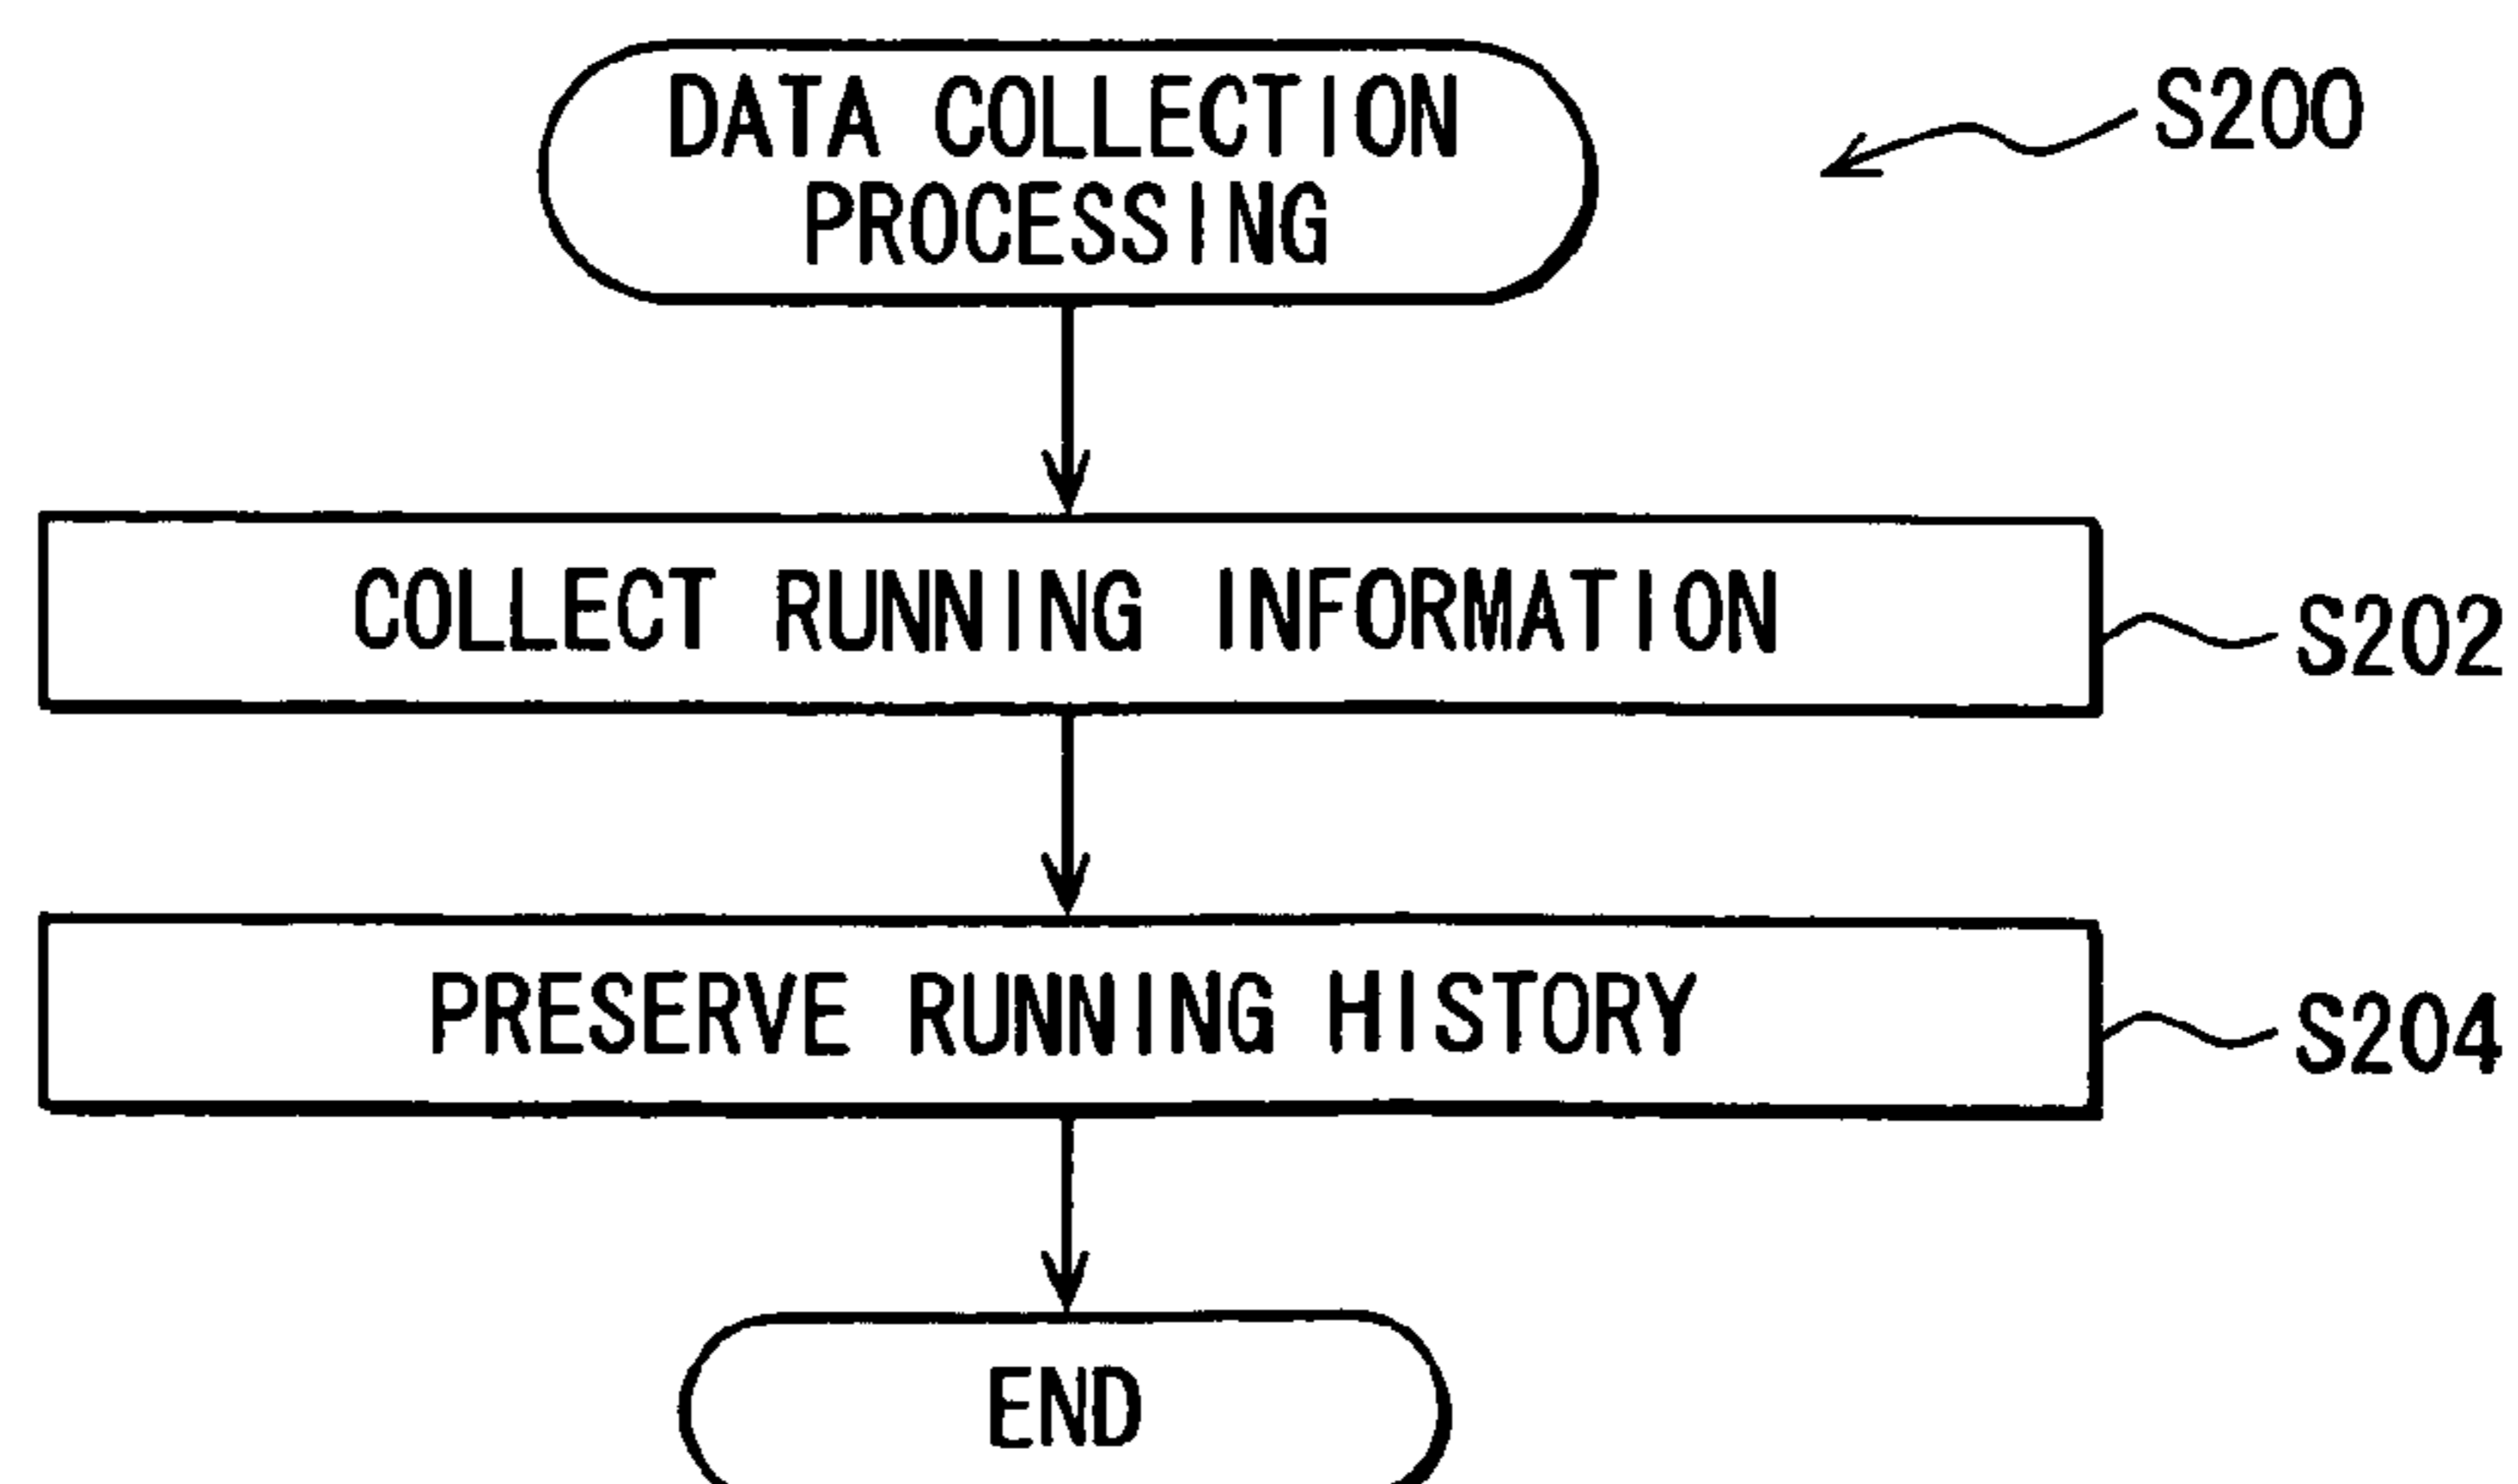 DATA COLLECTION
PROCESSING
S200
COLLECT RUNNING INFORMATION
S202
PRESERVE RUNNING HISTORY
S204
END